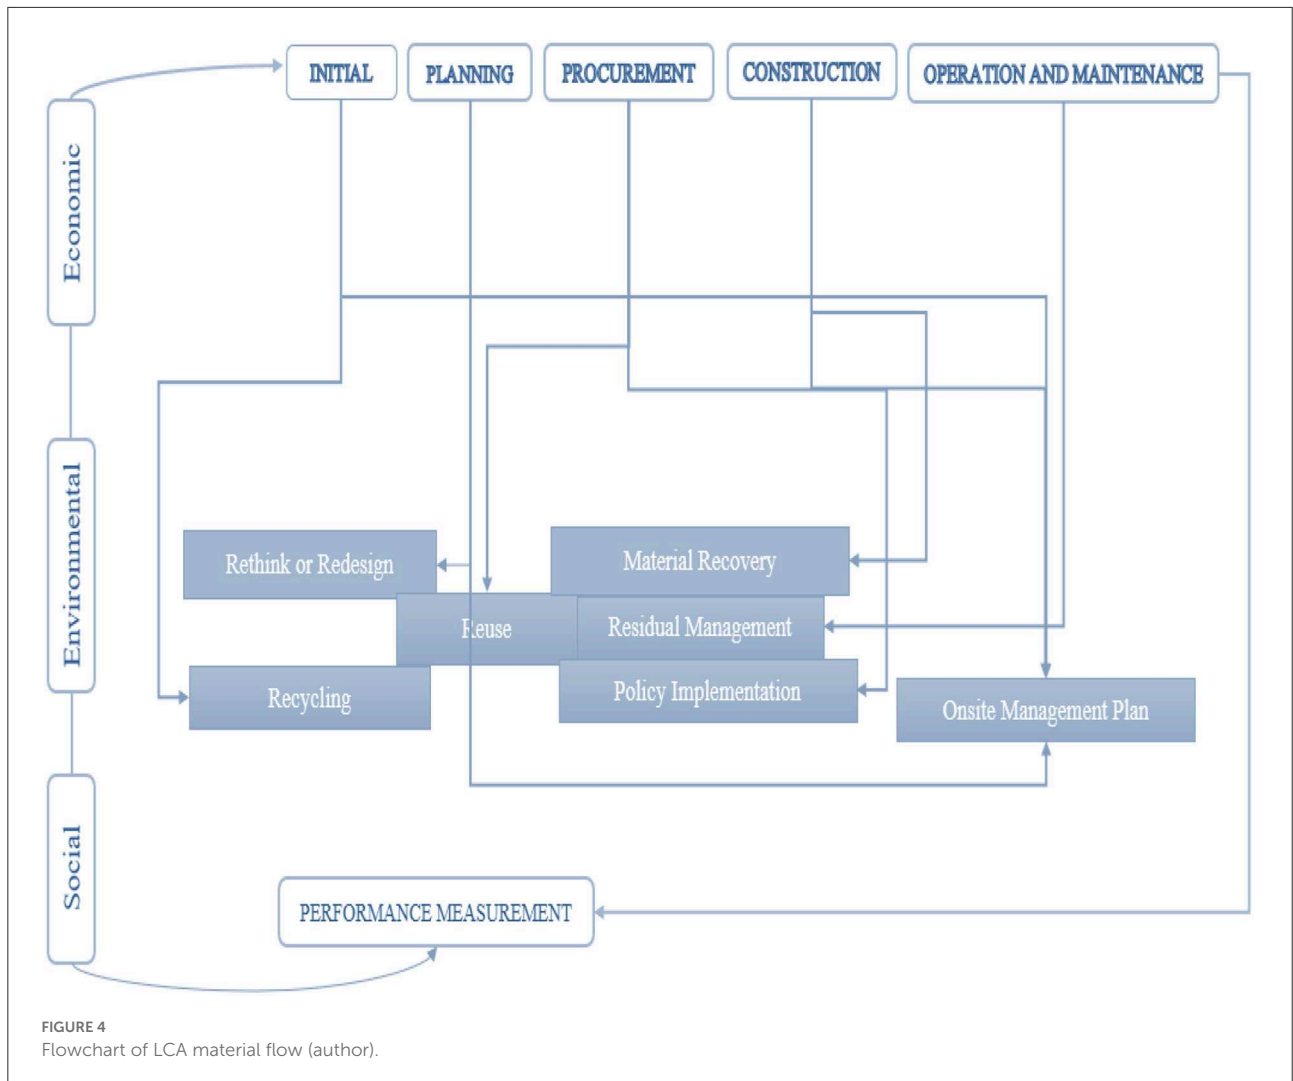 INITIAL
PLANNING
PROCUREMENT
CONSTRUCTION
OPERATION AND MAINTENANCE
Economic
Environmental
Social
Rethink or Redesign
Material Recovery
Reuse
Residual Management
Recycling
Policy Implementation
Onsite Management Plan
PERFORMANCE MEASUREMENT
FIGURE 4
Flowchart of LCA material flow (author).